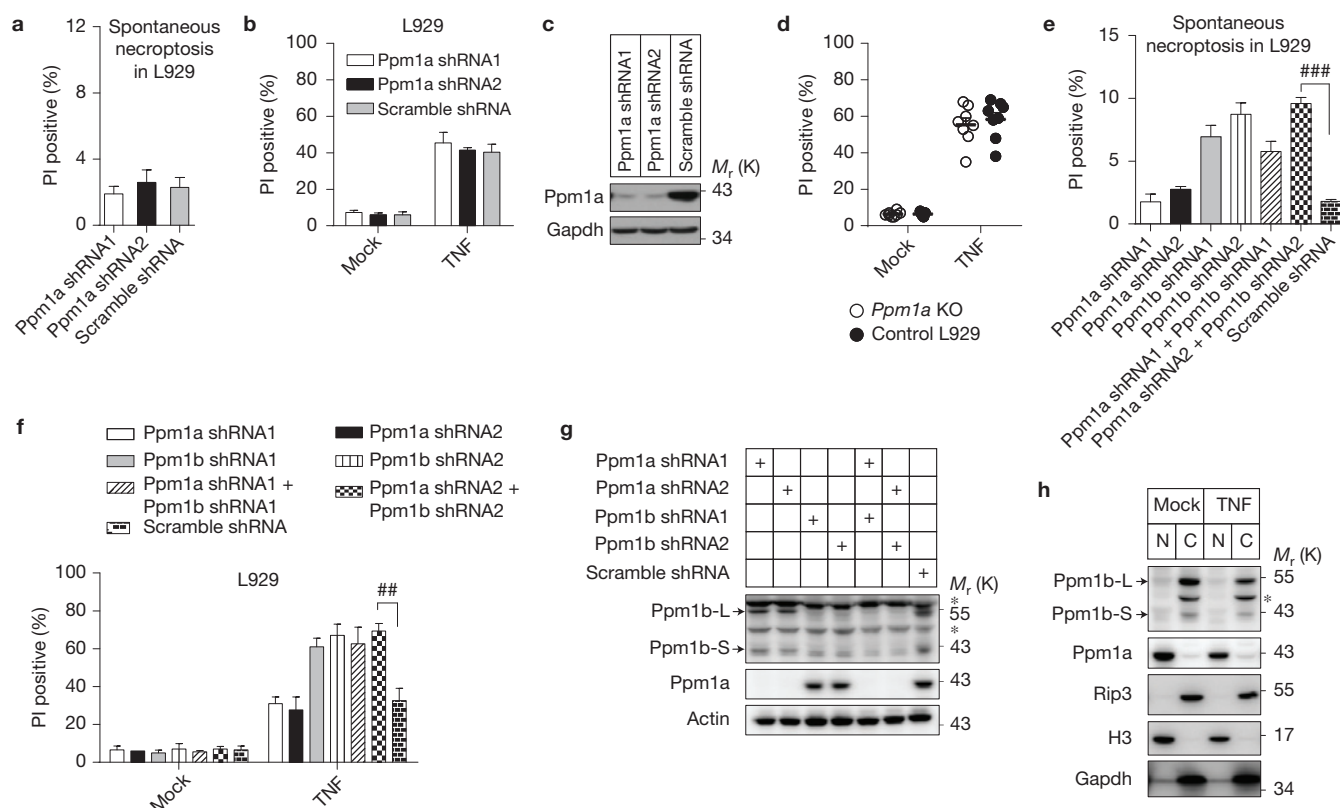 a
Spontaneous
necroptosis
in L929
PI positive (%)
12
8
4
0
Ppm1a shRNA1
Ppm1a shRNA2
Scramble shRNA
b
L929
PI positive (%)
100
80
60
40
20
0
Ppm1a shRNA1
Ppm1a shRNA2
Scramble shRNA
Mock
TNF
c
Ppm1a shRNA1
Ppm1a shRNA2
Scramble shRNA
Mr (K)
Ppm1a
43
Gapdh
34
d
PI positive (%)
100
80
60
40
20
0
Mock
TNF
Ppm1a KO
Control L929
e
Spontaneous
necroptosis in L929
###
PI positive (%)
15
10
5
0
Ppm1a shRNA1
Ppm1a shRNA2
Ppm1b shRNA1
Ppm1b shRNA2
Ppm1a shRNA1 + Ppm1b shRNA1
Ppm1a shRNA2 + Ppm1b shRNA2
Scramble shRNA
f
Ppm1a shRNA1
Ppm1a shRNA2
Ppm1b shRNA1
Ppm1b shRNA2
Ppm1a shRNA1 +
Ppm1b shRNA1
Ppm1a shRNA2 +
Ppm1b shRNA2
Scramble shRNA
L929
##
PI positive (%)
100
80
60
40
20
0
Mock
TNF
g
Ppm1a shRNA1 + +
Ppm1a shRNA2 + +
Ppm1b shRNA1 + +
Ppm1b shRNA2 + +
Scramble shRNA +
Mr (K)
*
Ppm1b-L
55
*
Ppm1b-S
43
Ppm1a
43
Actin
43
h
Mock TNF
N C N C
Mr (K)
Ppm1b-L
55
*
Ppm1b-S
43
Ppm1a
43
Rip3
55
H3
17
Gapdh
34